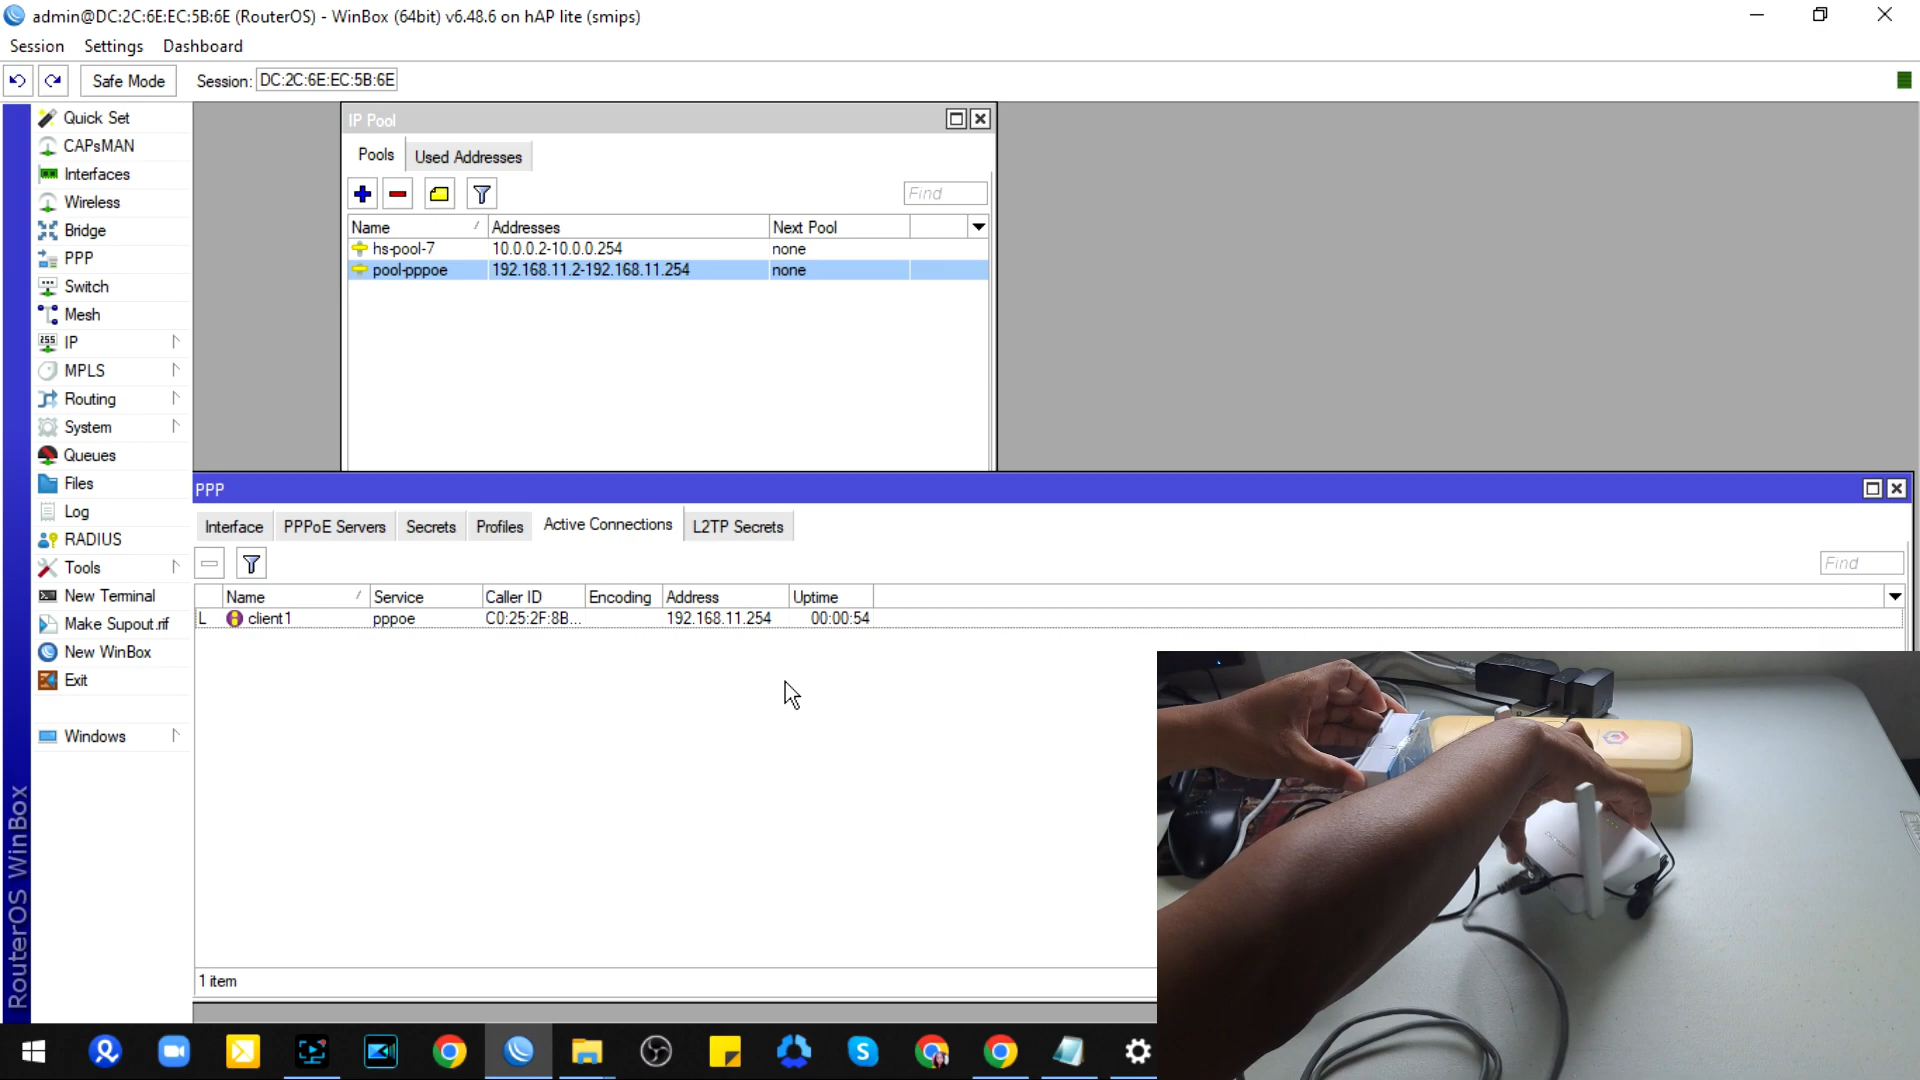 admin@DC:2C:6E:EC:5B:6E (RouterOS) - WinBox (64bit) v6.48.6 on hAP lite (smips)
Session Settings Dashboard
Safe Mode Session: DC:2C:6E:EC:5B:6E
Quick Set
CAPsMAN
Interfaces
Wireless
Bridge
PPP
Switch
Mesh
IP
MPLS
Routing
System
Queues
Files
Log
RADIUS
Tools
New Terminal
Make Supout.rif
New WinBox
Exit
Windows
RouterOS WinBox
IP Pool
Pools Used Addresses
Find
Name Addresses Next Pool
hs-pool-7 10.0.0.2-10.0.0.254 none
pool-pppoe 192.168.11.2-192.168.11.254 none
PPP
Interface PPPoE Servers Secrets Profiles Active Connections L2TP Secrets
Find
Name Service Caller ID Encoding Address Uptime
L client1 pppoe C0:25:2F:8B... 192.168.11.254 00:00:54
1 item